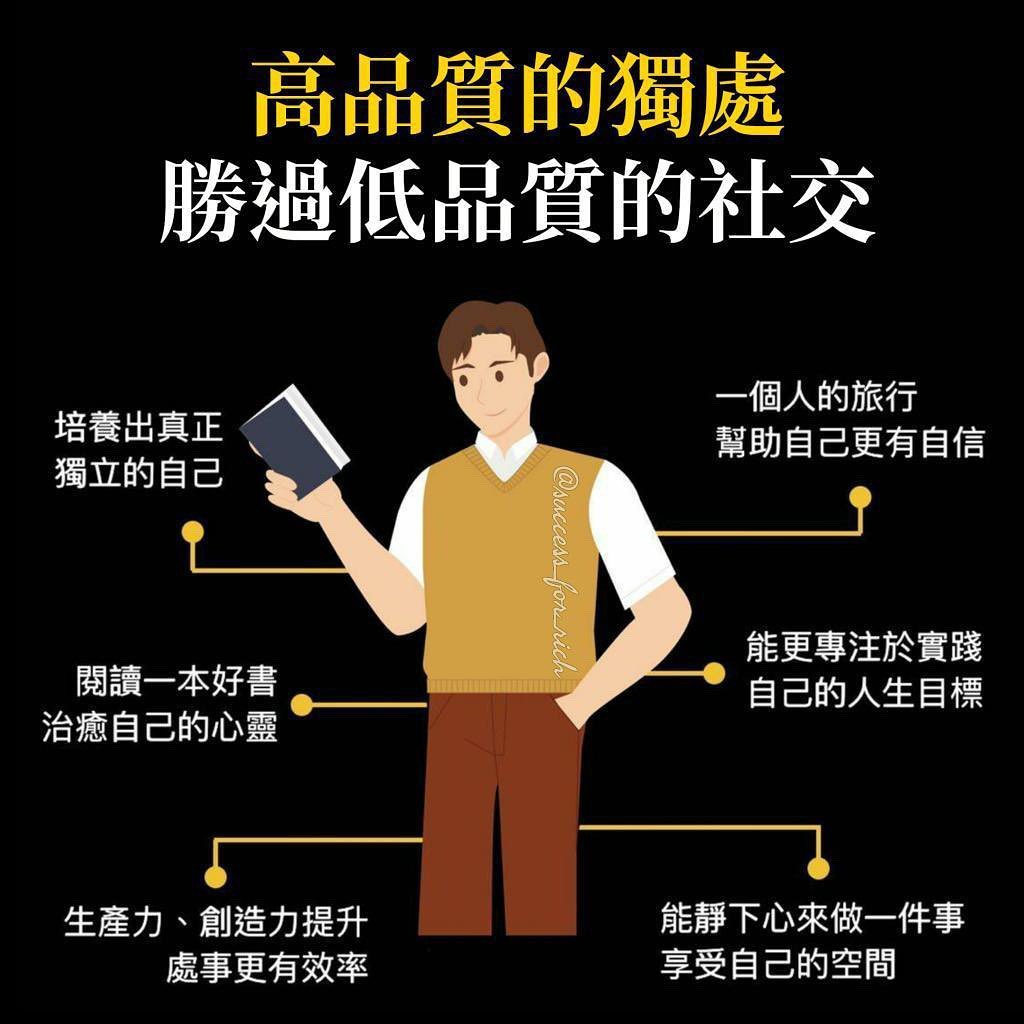 高品質的獨處
勝過低品質的社交
培養出真正
獨立的自己
一個人的旅行
幫助自己更有自信
@success_for_rich
閱讀一本好書
治癒自己的心靈
能更專注於實踐
自己的人生目標
生產力、創造力提升
處事更有效率
能靜下心來做一件事
享受自己的空間